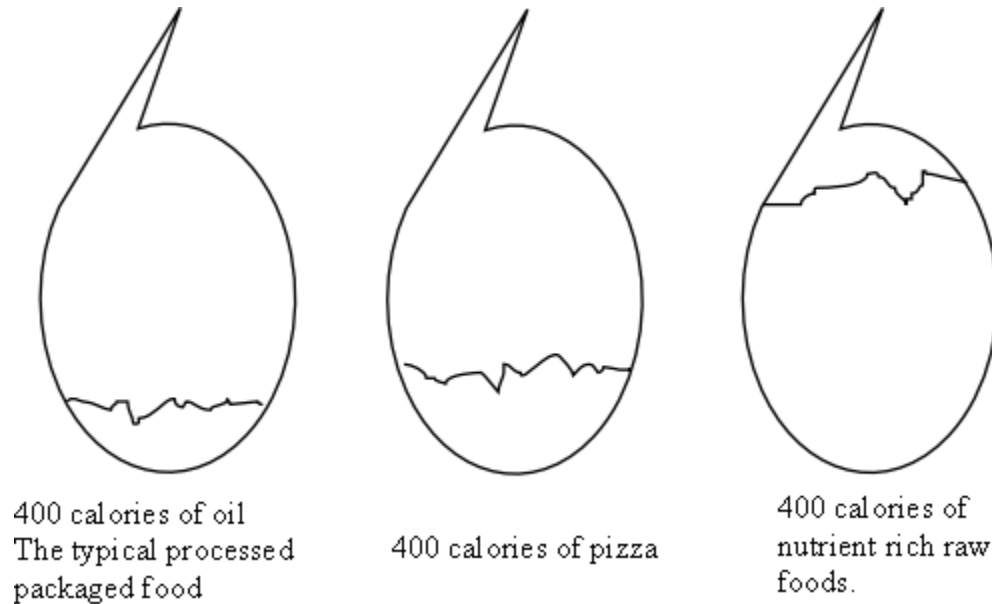 400 calories of oil
The typical processed
packaged food
400 calories of pizza
400 calories of
nutrient rich raw
foods.